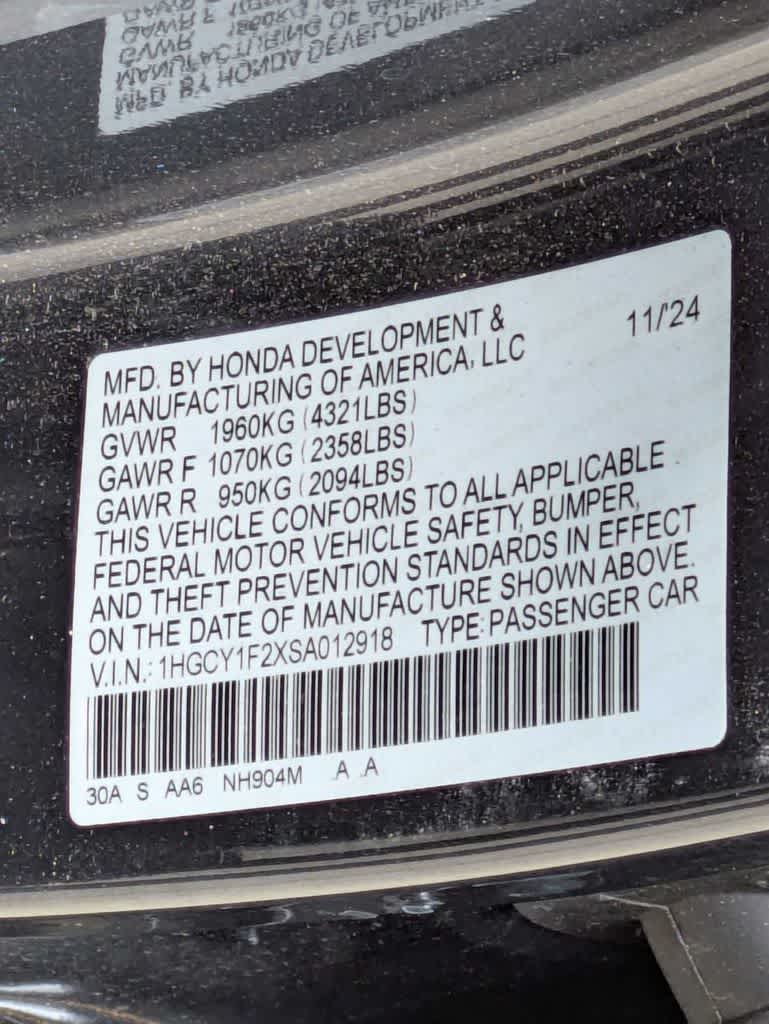 MFD. BY HONDA DEVELOPMENT &
MANUFACTURING OF AMERICA, LLC
11/'24
GVWR 1960KG (4321LBS)
GAWR F 1070KG (2358LBS)
GAWR R 950KG (2094LBS)
THIS VEHICLE CONFORMS TO ALL APPLICABLE
FEDERAL MOTOR VEHICLE SAFETY, BUMPER,
AND THEFT PREVENTION STANDARDS IN EFFECT
ON THE DATE OF MANUFACTURE SHOWN ABOVE.
V.I.N.: 1HGCY1F2XSA012918 TYPE: PASSENGER CAR
30A S AA6 NH904M A A